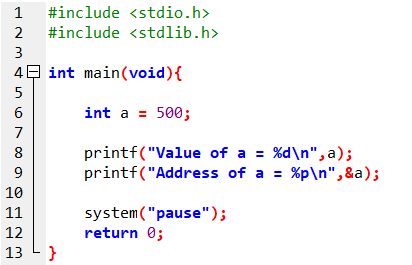 1 #include <stdio.h>
2 #include <stdlib.h>
3
4 int main(void){
5
6     int a = 500;
7
8     printf("Value of a = %d\n",a);
9     printf("Address of a = %p\n",&a);
10
11     system("pause");
12     return 0;
13 }